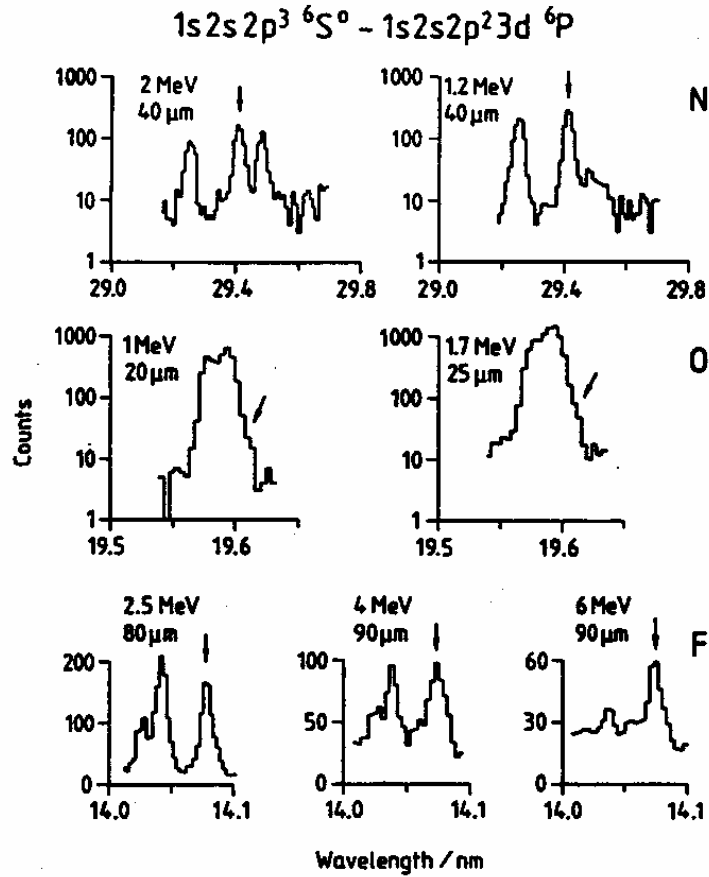 1s2s2p³ ⁶S° – 1s2s2p²3d ⁶P
1000
100
10
1
2 MeV
40 µm
29.0
29.4
29.8
1000
100
10
1
1.2 MeV
40 µm
29.0
29.4
29.8
N
1000
100
10
1
1 MeV
20 µm
19.5
19.6
1000
100
10
1
1.7 MeV
25 µm
19.5
19.6
O
Counts
200
100
0
2.5 MeV
80 µm
14.0
14.1
100
50
0
4 MeV
90 µm
14.0
14.1
60
30
0
6 MeV
90 µm
14.0
14.1
F
Wavelength / nm